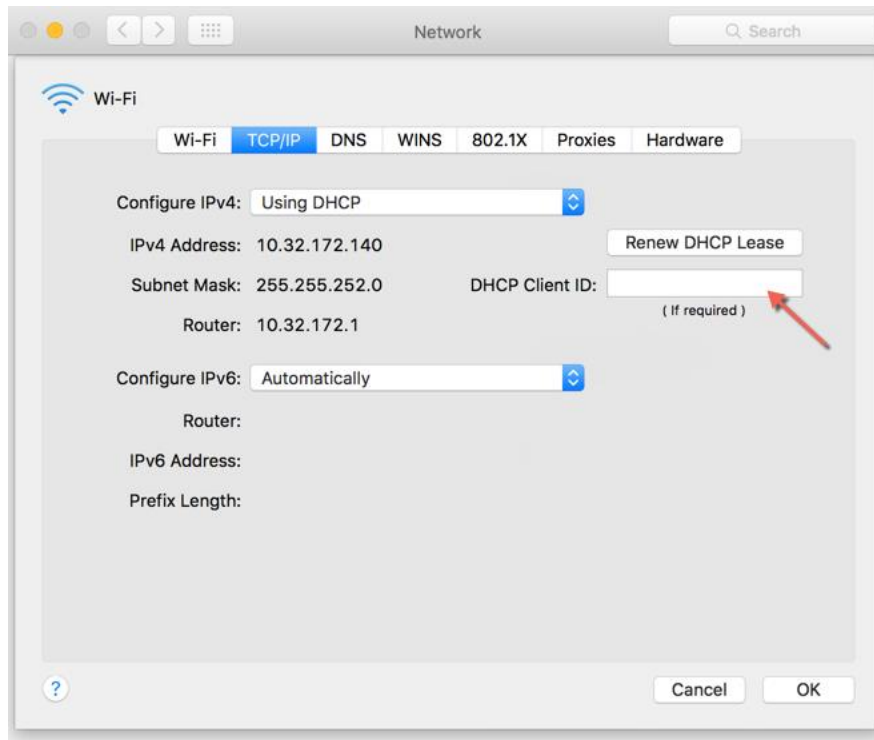 Network
Search
Wi-Fi
Wi-Fi TCP/IP DNS WINS 802.1X Proxies Hardware
Configure IPv4: Using DHCP
IPv4 Address: 10.32.172.140 Renew DHCP Lease
Subnet Mask: 255.255.252.0 DHCP Client ID:
( If required )
Router: 10.32.172.1
Configure IPv6: Automatically
Router:
IPv6 Address:
Prefix Length:
? Cancel OK